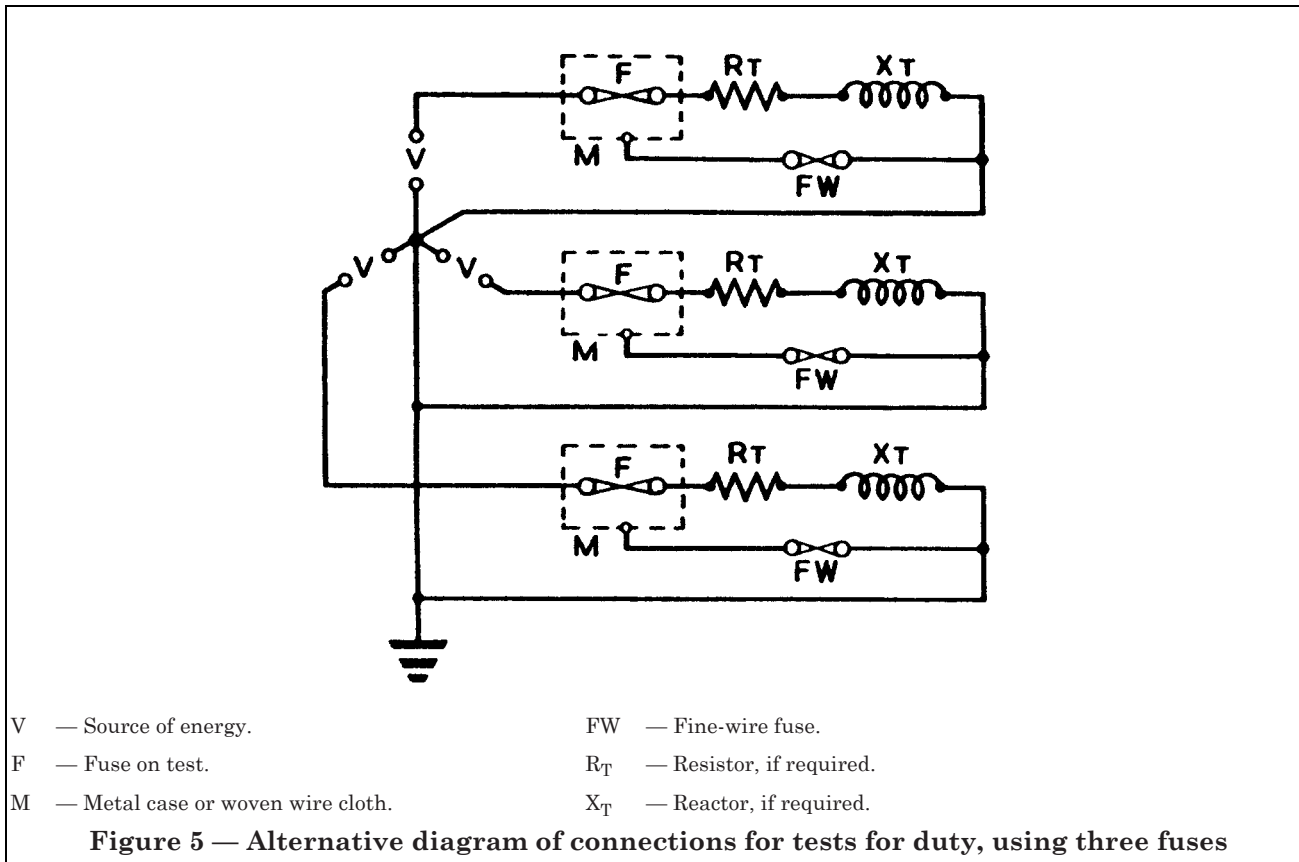 F RT XT
V M FW
V V F RT XT
M FW
F RT XT
M FW
V — Source of energy. FW — Fine-wire fuse.
F — Fuse on test. RT — Resistor, if required.
M — Metal case or woven wire cloth. XT — Reactor, if required.
Figure 5 — Alternative diagram of connections for tests for duty, using three fuses